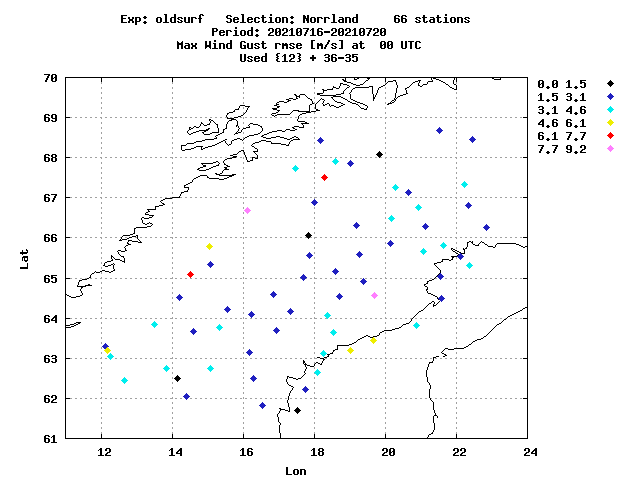 Exp: oldsurf   Selection: Norrland     66 stations
Period: 20210716-20210720
Max Wind Gust rmse [m/s] at  00 UTC
Used {12} + 36-35
70
69
68
67
66
65
64
63
62
61
Lat
12 14 16 18 20 22 24
Lon
0.0 1.5
1.5 3.1
3.1 4.6
4.6 6.1
6.1 7.7
7.7 9.2